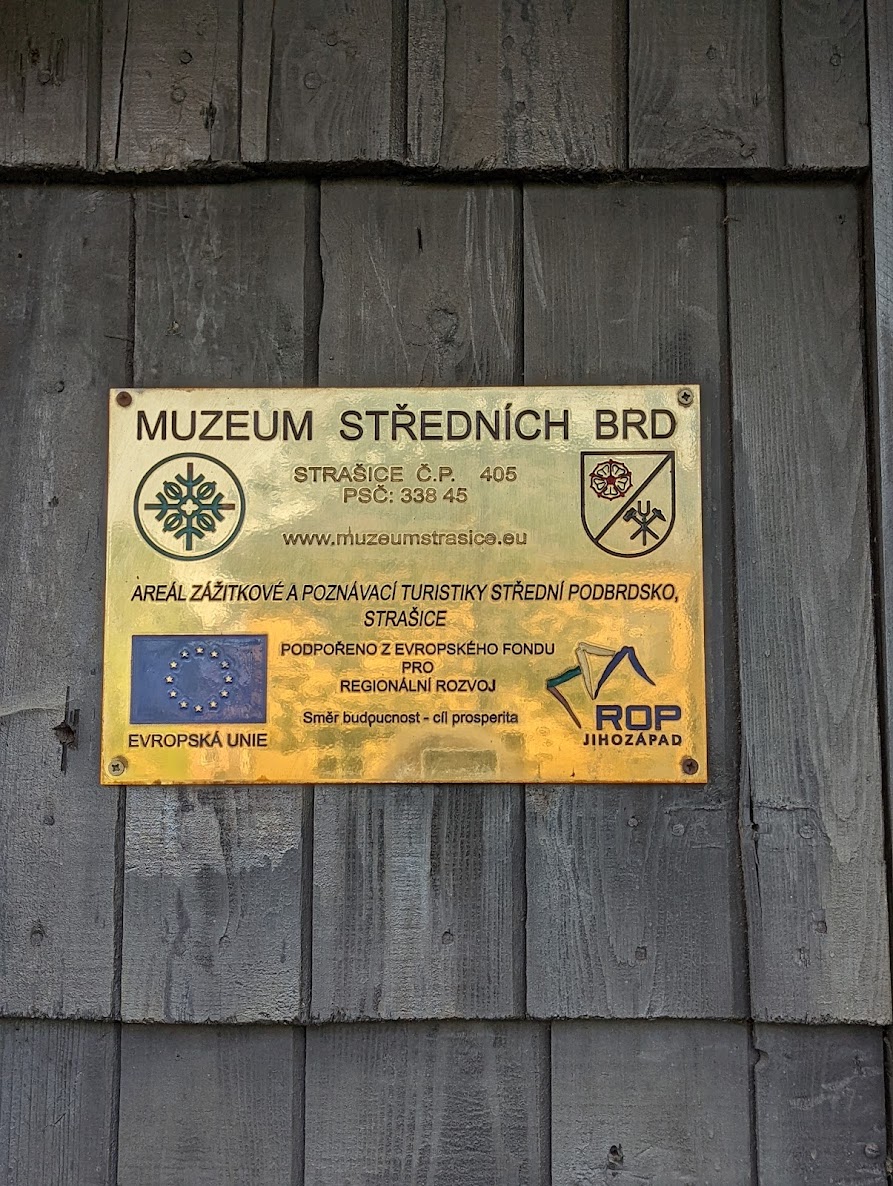 MUZEUM STŘEDNÍCH BRD
STRAŠICE Č.P. 405
PSČ: 338 45
www.muzeumstrasice.eu
AREÁL ZÁŽITKOVÉ A POZNÁVACÍ TURISTIKY STŘEDNÍ PODBRDSKO,
STRAŠICE
PODPOŘENO Z EVROPSKÉHO FONDU
PRO
REGIONÁLNÍ ROZVOJ
Směr budoucnost - cíl prosperita
EVROPSKÁ UNIE
ROP
JIHOZÁPAD